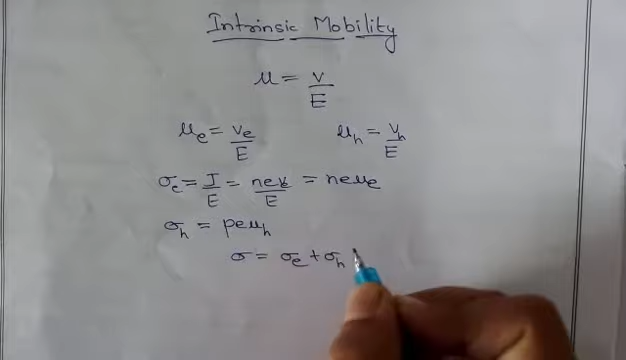 Intrinsic Mobility
μ = v/E
μe = ve/E μh = vh/E
σe = I/E = neve/E = neμe
σh = peμh
σ = σe + σh